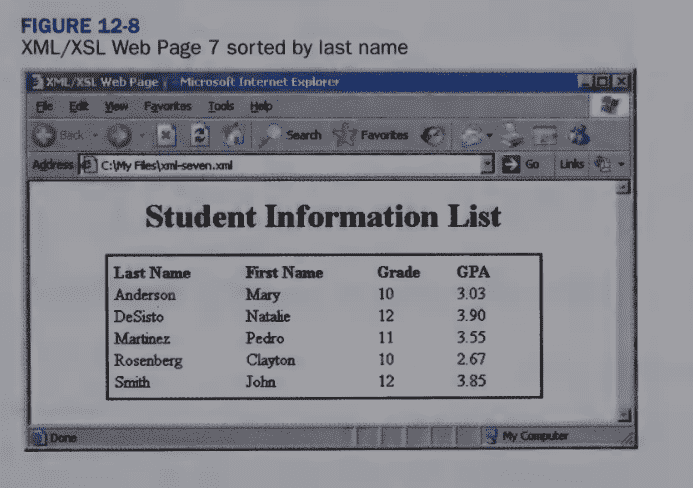 FIGURE 12-8
XML/XSL Web Page 7 sorted by last name
XML/XSL Web Page 7 - Microsoft Internet Explorer
File Edit View Favorites Tools Help
Back Search Favorites
Address C:\My Files\xml-seven.xml Go Links
Student Information List
Last Name First Name Grade GPA
Anderson Mary 10 3.03
DeSisto Natalie 12 3.90
Martinez Pedro 11 3.55
Rosenberg Clayton 10 2.67
Smith John 12 3.85
Done My Computer